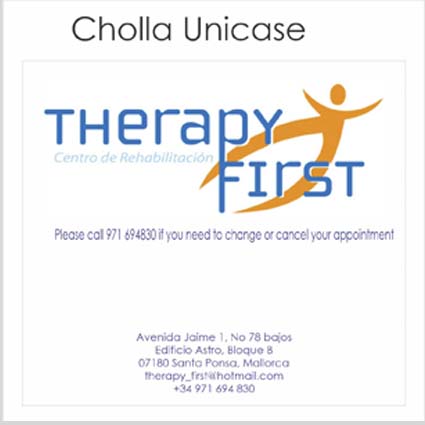 Cholla Unicase
THerapy
Centro de Rehabilitación
First
Please call 971 694830 if you need to change or cancel your appointment
Avenida Jaime 1, No 78 bajos
Edificio Astro, Bloque B
07180 Santa Ponsa, Mallorca
therapy_first@hotmail.com
+34 971 694 830